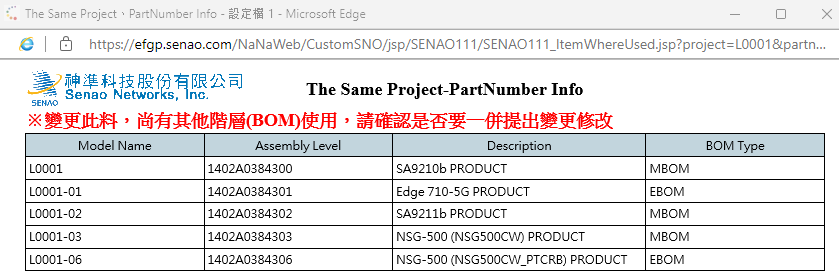 The Same Project、PartNumber Info - 設定檔 1 - Microsoft Edge
https://efgp.senao.com/NaNaWeb/CustomSNO/jsp/SENAO111/SENAO111_ItemWhereUsed.jsp?project=L0001&partn...
神準科技股份有限公司
SENAO Senao Networks, Inc.
The Same Project-PartNumber Info
※變更此料，尚有其他階層(BOM)使用，請確認是否要一併提出變更修改
Model Name Assembly Level Description BOM Type
L0001 1402A0384300 SA9210b PRODUCT MBOM
L0001-01 1402A0384301 Edge 710-5G PRODUCT EBOM
L0001-02 1402A0384302 SA9211b PRODUCT MBOM
L0001-03 1402A0384303 NSG-500 (NSG500CW) PRODUCT MBOM
L0001-06 1402A0384306 NSG-500 (NSG500CW_PTCRB) PRODUCT EBOM